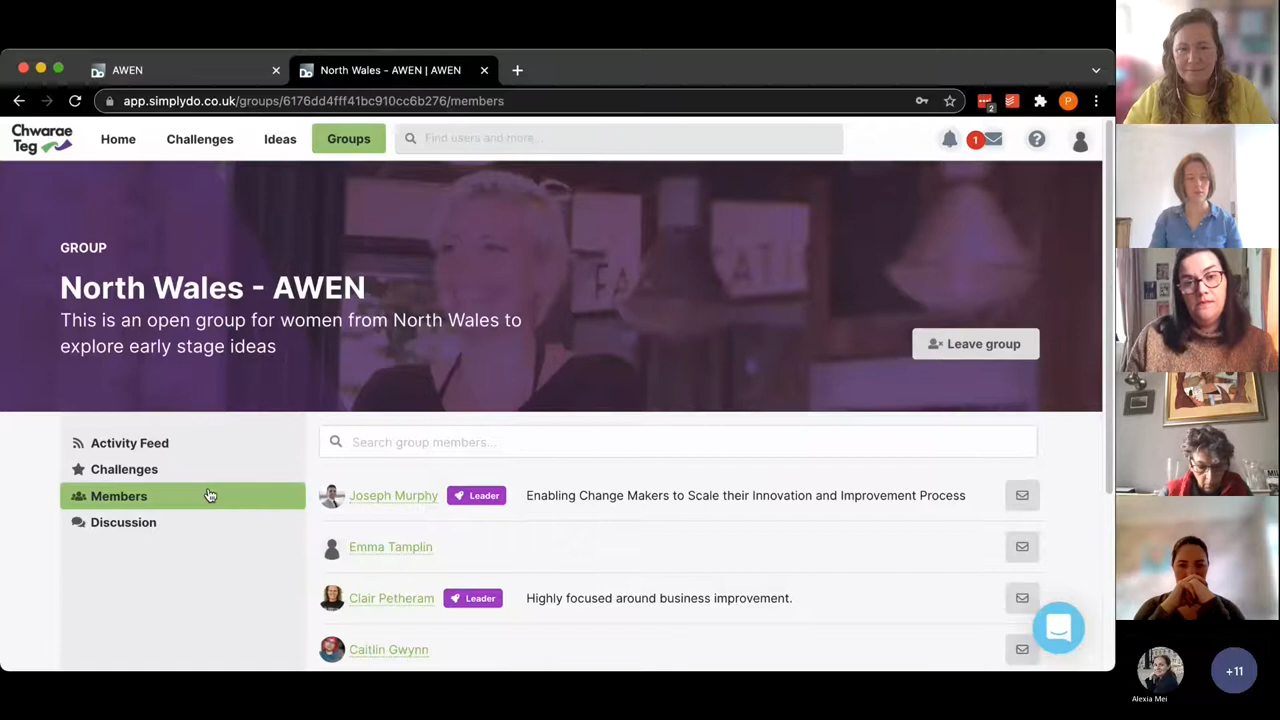 AWEN
North Wales - AWEN | AWEN
app.simplydo.co.uk/groups/6176dd4fff41bc910cc6b276/members
2
P
Chwarae
Teg
Home
Challenges
Ideas
Groups
Find users and more...
1
GROUP
North Wales - AWEN
This is an open group for women from North Wales to
explore early stage ideas
Leave group
Activity Feed
Challenges
Members
Discussion
Search group members...
Joseph Murphy
Leader
Enabling Change Makers to Scale their Innovation and Improvement Process
Emma Tamplin
Clair Petheram
Leader
Highly focused around business improvement.
Caitlin Gwynn
Alexia Mei
+11